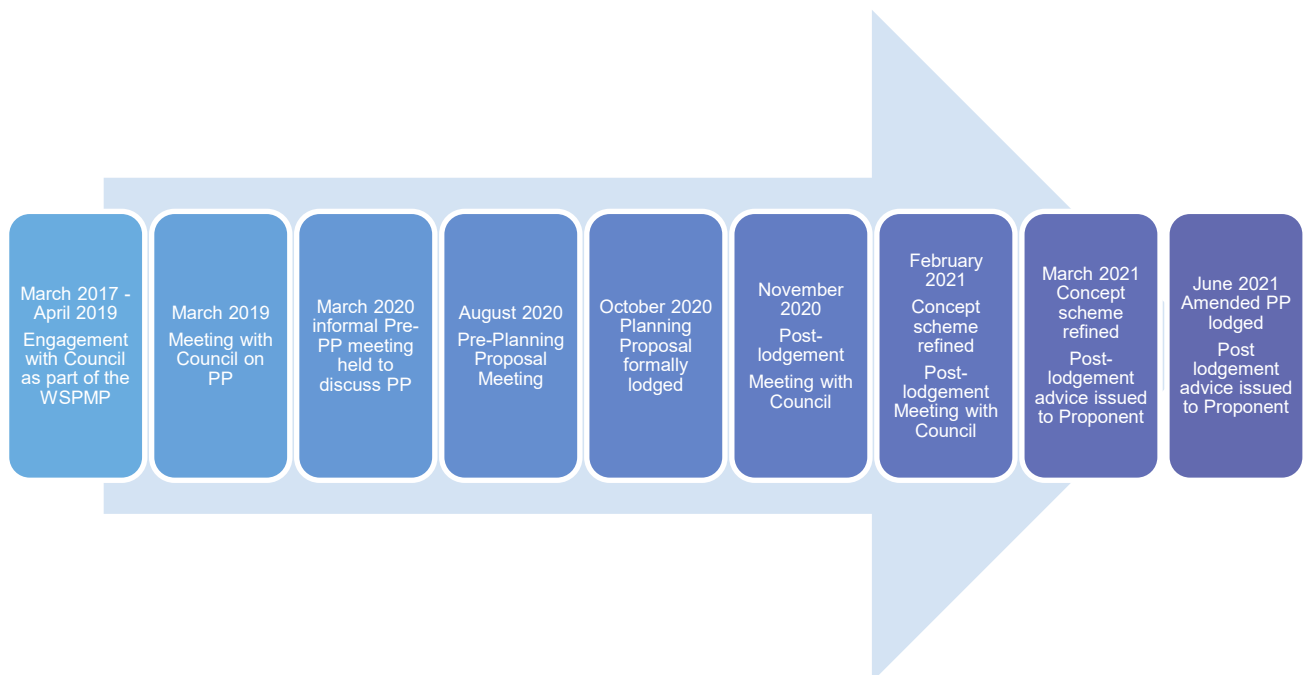 March 2017 -
April 2019
Engagement
with Council
as part of the
WSPMP
March 2019
Meeting with
Council on
PP
March 2020
informal Pre-
PP meeting
held to
discuss PP
August 2020
Pre-Planning
Proposal
Meeting
October 2020
Planning
Proposal
formally
lodged
November
2020
Post-
lodgement
Meeting with
Council
February
2021
Concept
scheme
refined
Post-
lodgement
Meeting with
Council
March 2021
Concept
scheme
refined
Post-
lodgement
advice issued
to Proponent
June 2021
Amended PP
lodged
Post
lodgement
advice issued
to Proponent